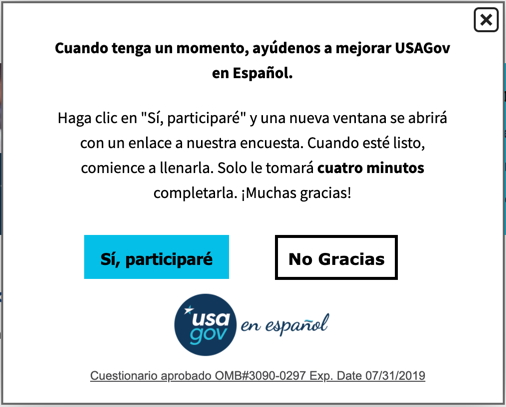 Cuando tenga un momento, ayúdenos a mejorar USAGov
en Español.
Haga clic en "Sí, participaré" y una nueva ventana se abrirá
con un enlace a nuestra encuesta. Cuando esté listo,
comience a llenarla. Solo le tomará cuatro minutos
completarla. ¡Muchas gracias!
Sí, participaré
No Gracias
usa
gov
en español
Cuestionario aprobado OMB#3090-0297 Exp. Date 07/31/2019